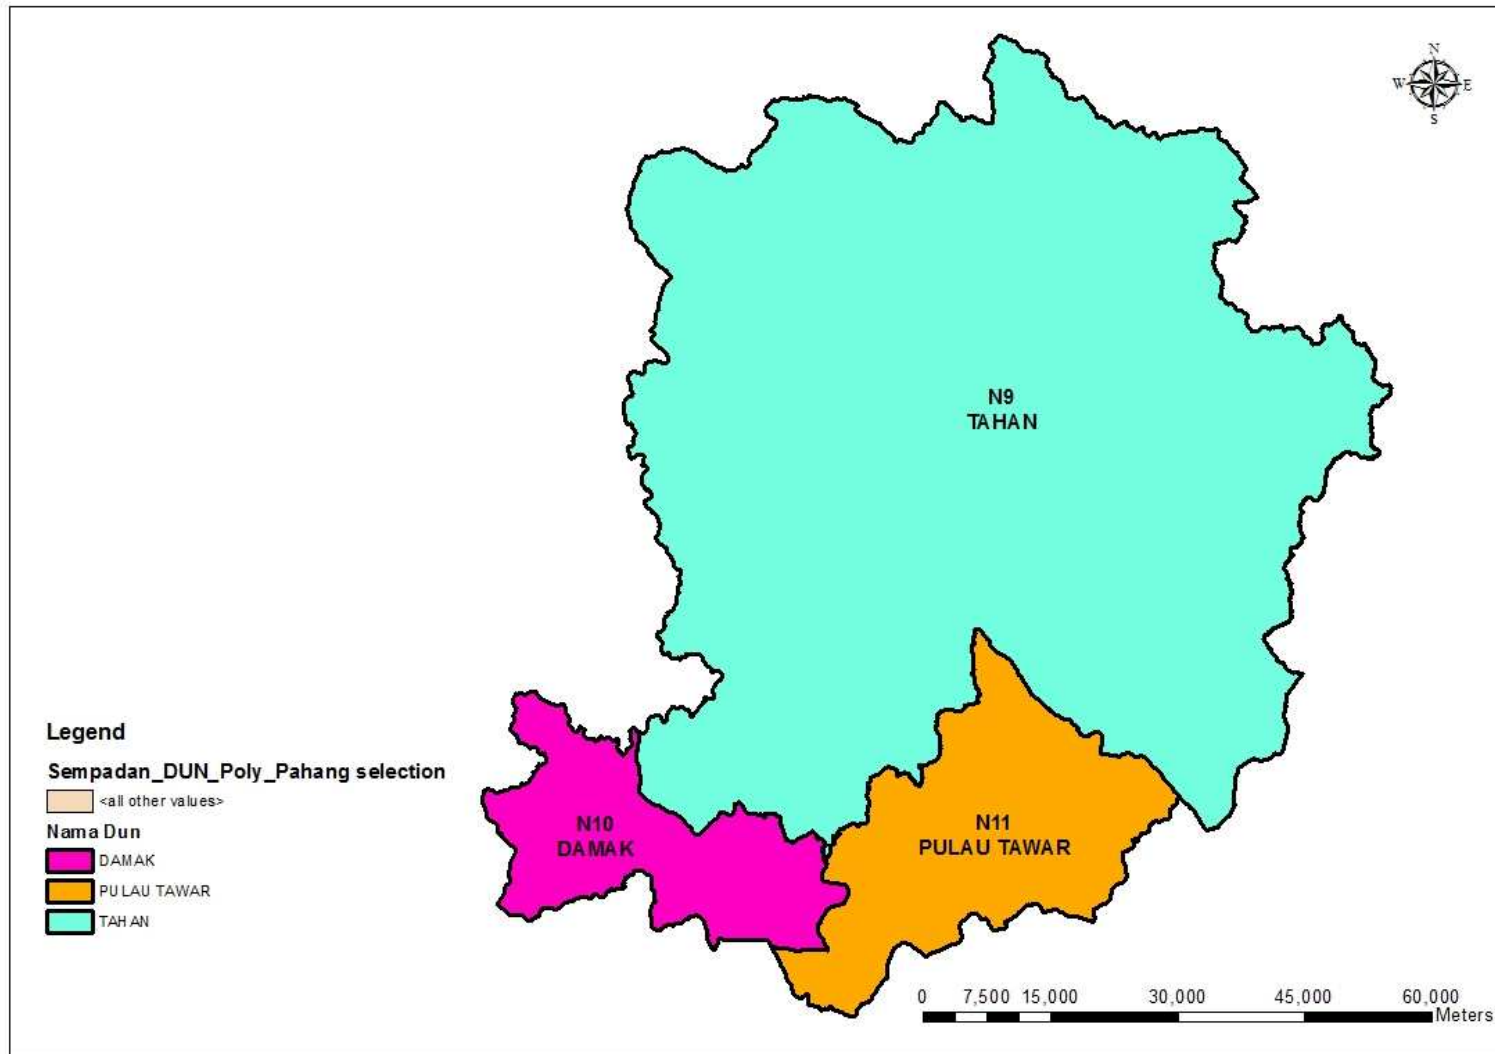 N
W E
S
N9
TAHAN
N10
DAMAK
N11
PULAU TAWAR
Legend
Sempadan_DUN_Poly_Pahang selection
<all other values>
Nama Dun
DAMAK
PULAU TAWAR
TAHAN
0 7,500 15,000 30,000 45,000 60,000
Meters